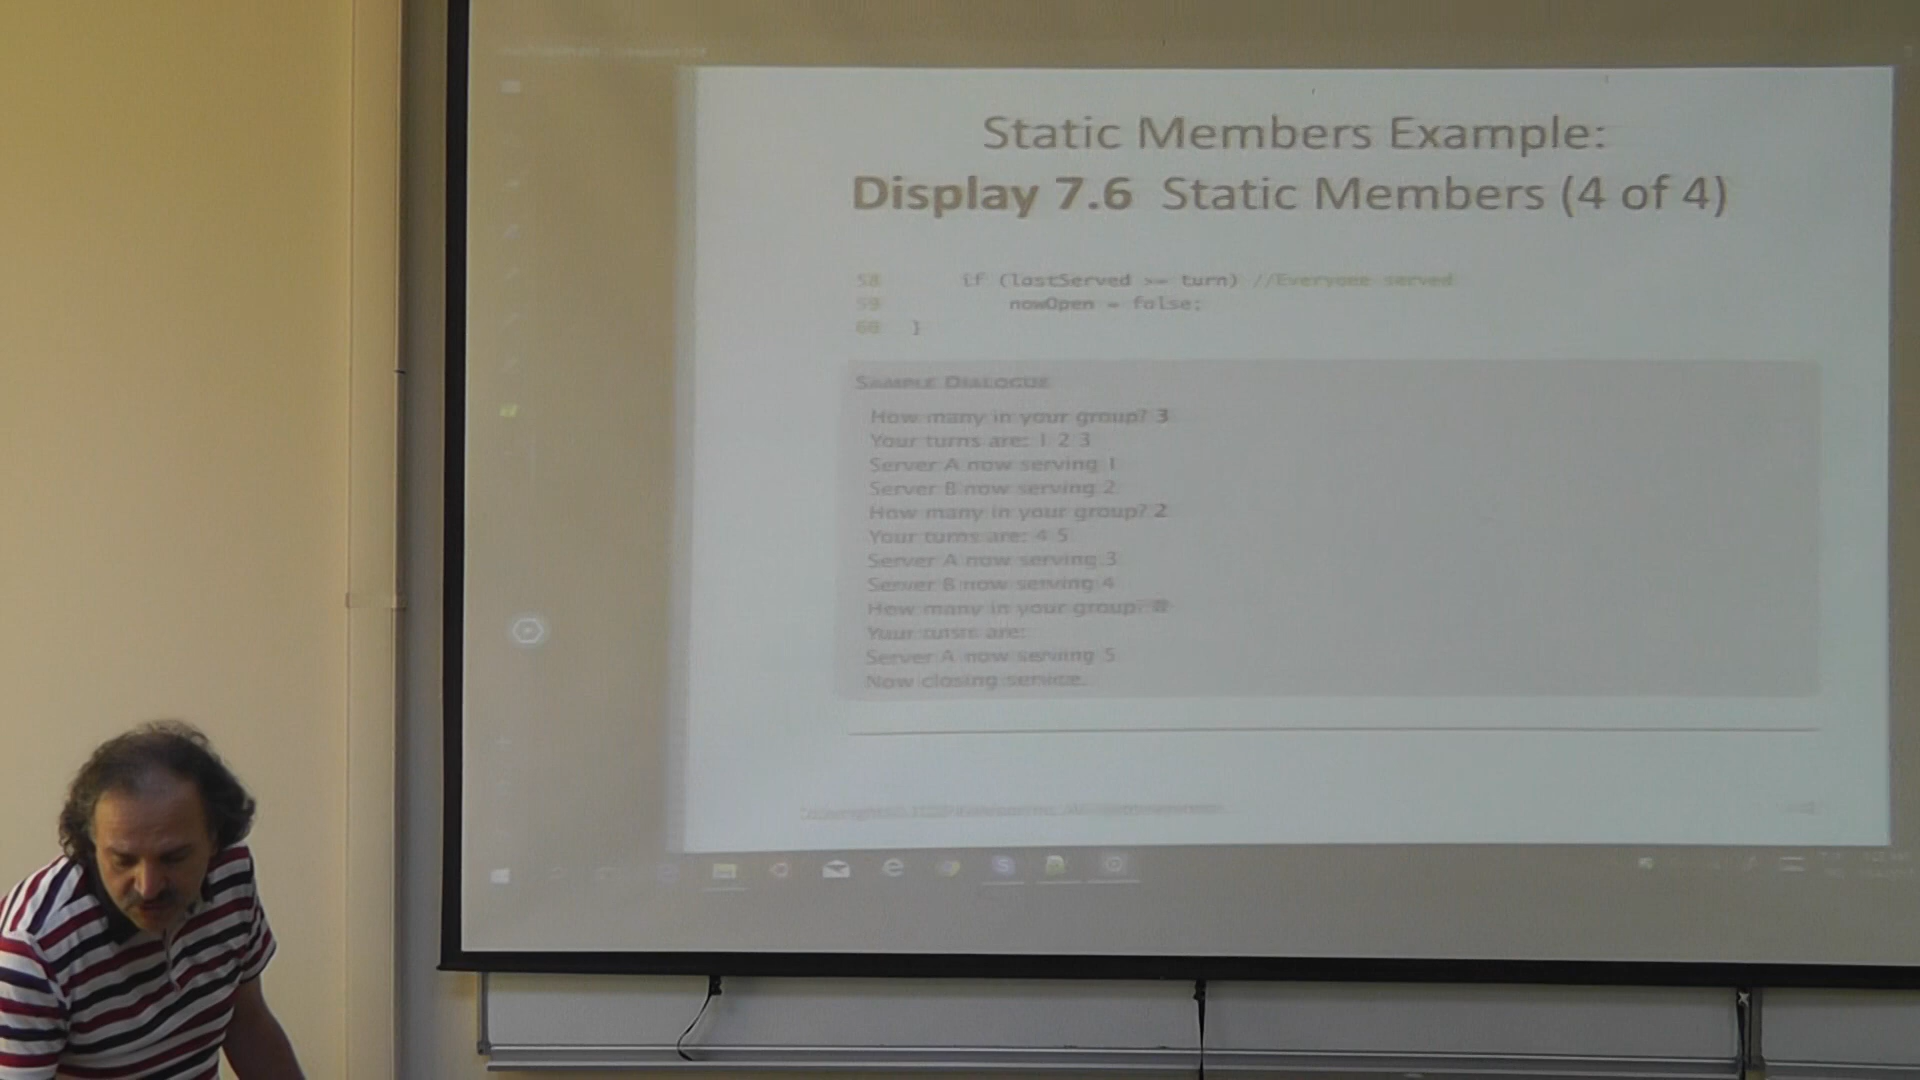 Static Members Example:
Display 7.6 Static Members (4 of 4)
58 if (lastServed >= turn) //Everyone served
59 nowOpen = false;
60 }
SAMPLE DIALOGUE
How many in your group? 3
Your turns are: 1 2 3
Server A now serving 1
Server B now serving 2
How many in your group? 2
Your turns are: 4 5
Server A now serving 3
Server B now serving 4
How many in your group?
Your turns are:
Server A now serving 5
Now closing service.